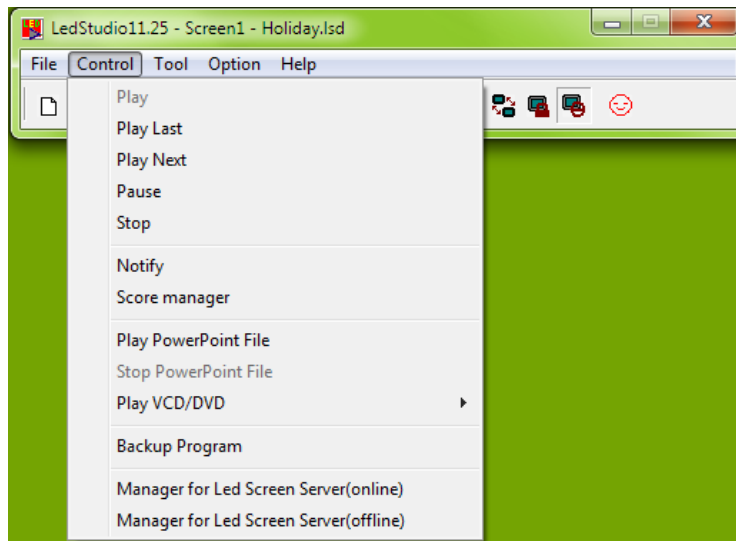 LedStudio11.25 - Screen1 - Holiday.lsd
File Control Tool Option Help
Play
Play Last
Play Next
Pause
Stop
Notify
Score manager
Play PowerPoint File
Stop PowerPoint File
Play VCD/DVD
Backup Program
Manager for Led Screen Server(online)
Manager for Led Screen Server(offline)